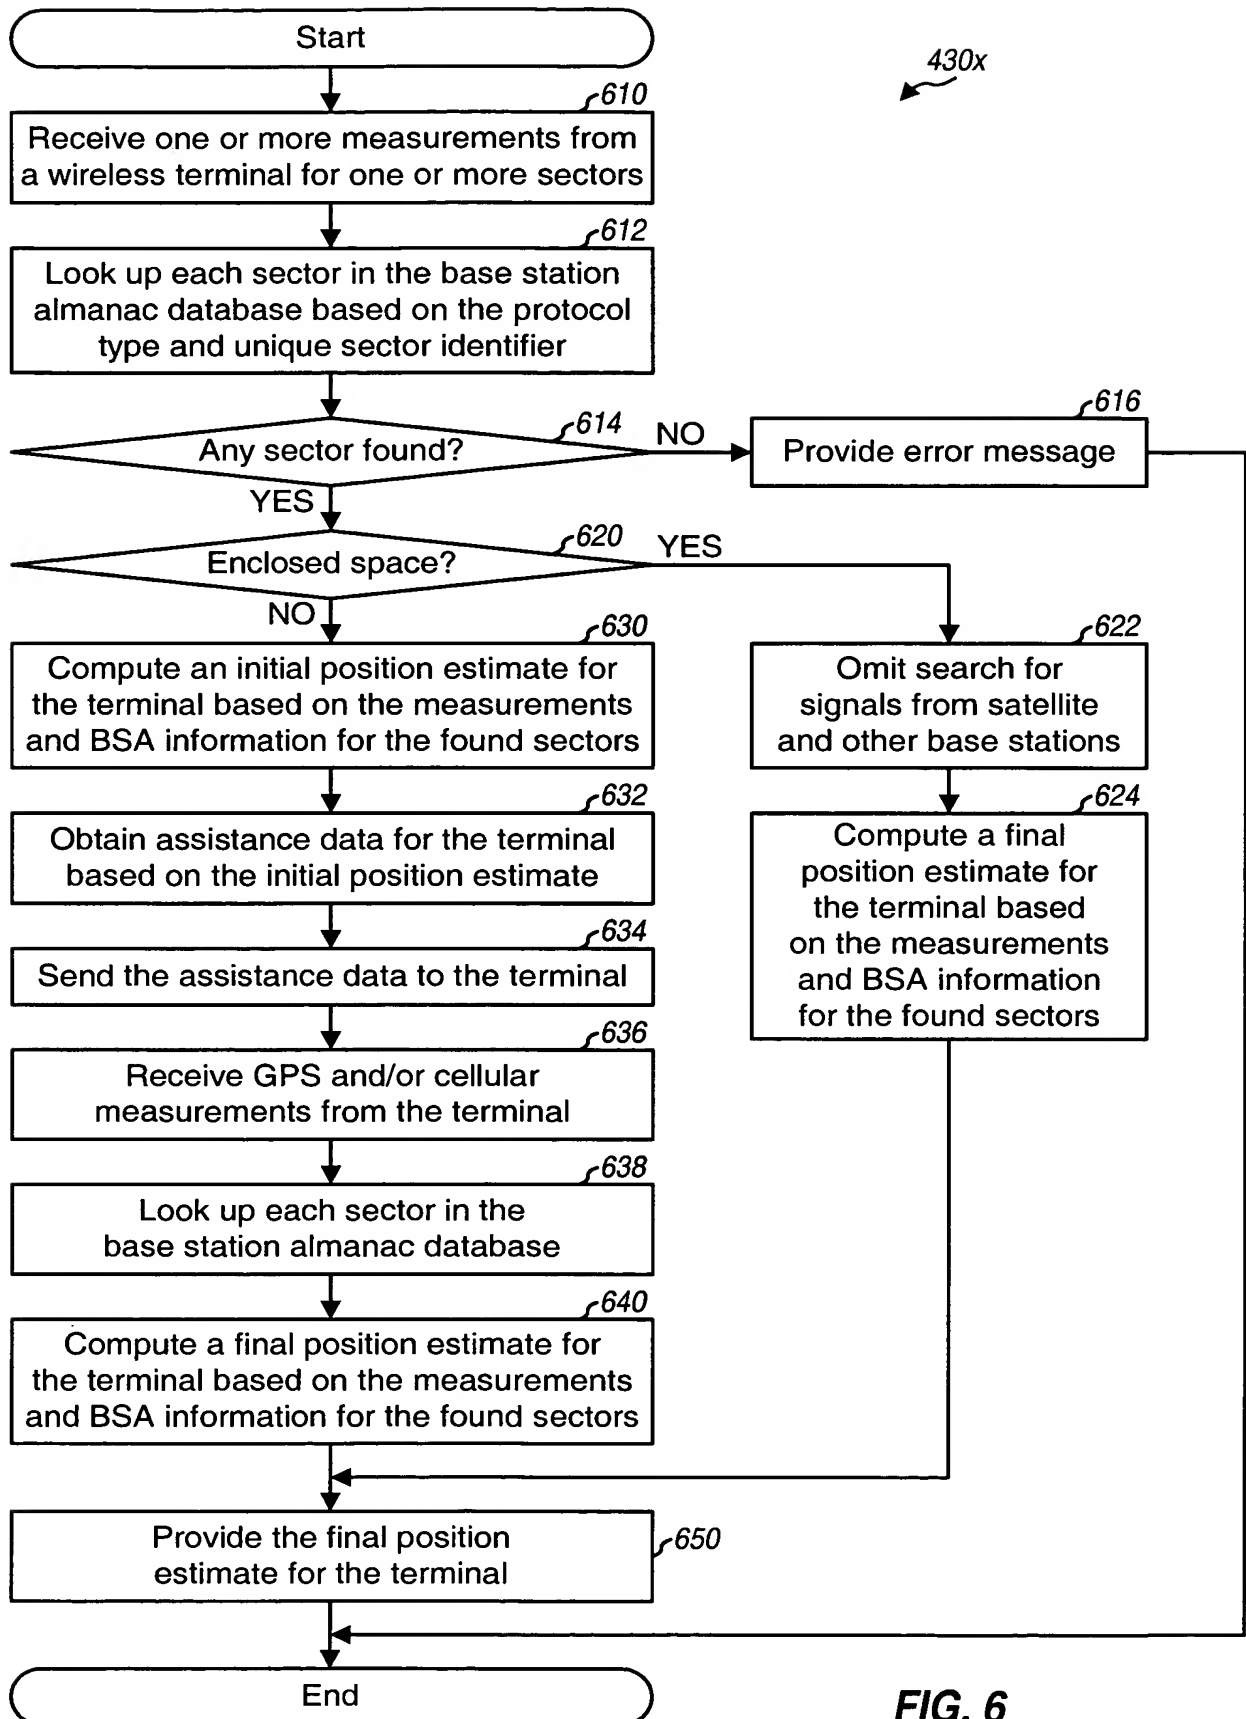 Start
430x
610
Receive one or more measurements from
a wireless terminal for one or more sectors
612
Look up each sector in the base station
almanac database based on the protocol
type and unique sector identifier
614
Any sector found?
NO
616
Provide error message
YES
620
Enclosed space?
YES
NO
630
Compute an initial position estimate for
the terminal based on the measurements
and BSA information for the found sectors
622
Omit search for
signals from satellite
and other base stations
632
Obtain assistance data for the terminal
based on the initial position estimate
624
Compute a final
position estimate for
the terminal based
on the measurements
and BSA information
for the found sectors
634
Send the assistance data to the terminal
636
Receive GPS and/or cellular
measurements from the terminal
638
Look up each sector in the
base station almanac database
640
Compute a final position estimate for
the terminal based on the measurements
and BSA information for the found sectors
Provide the final position
estimate for the terminal
650
End
FIG. 6